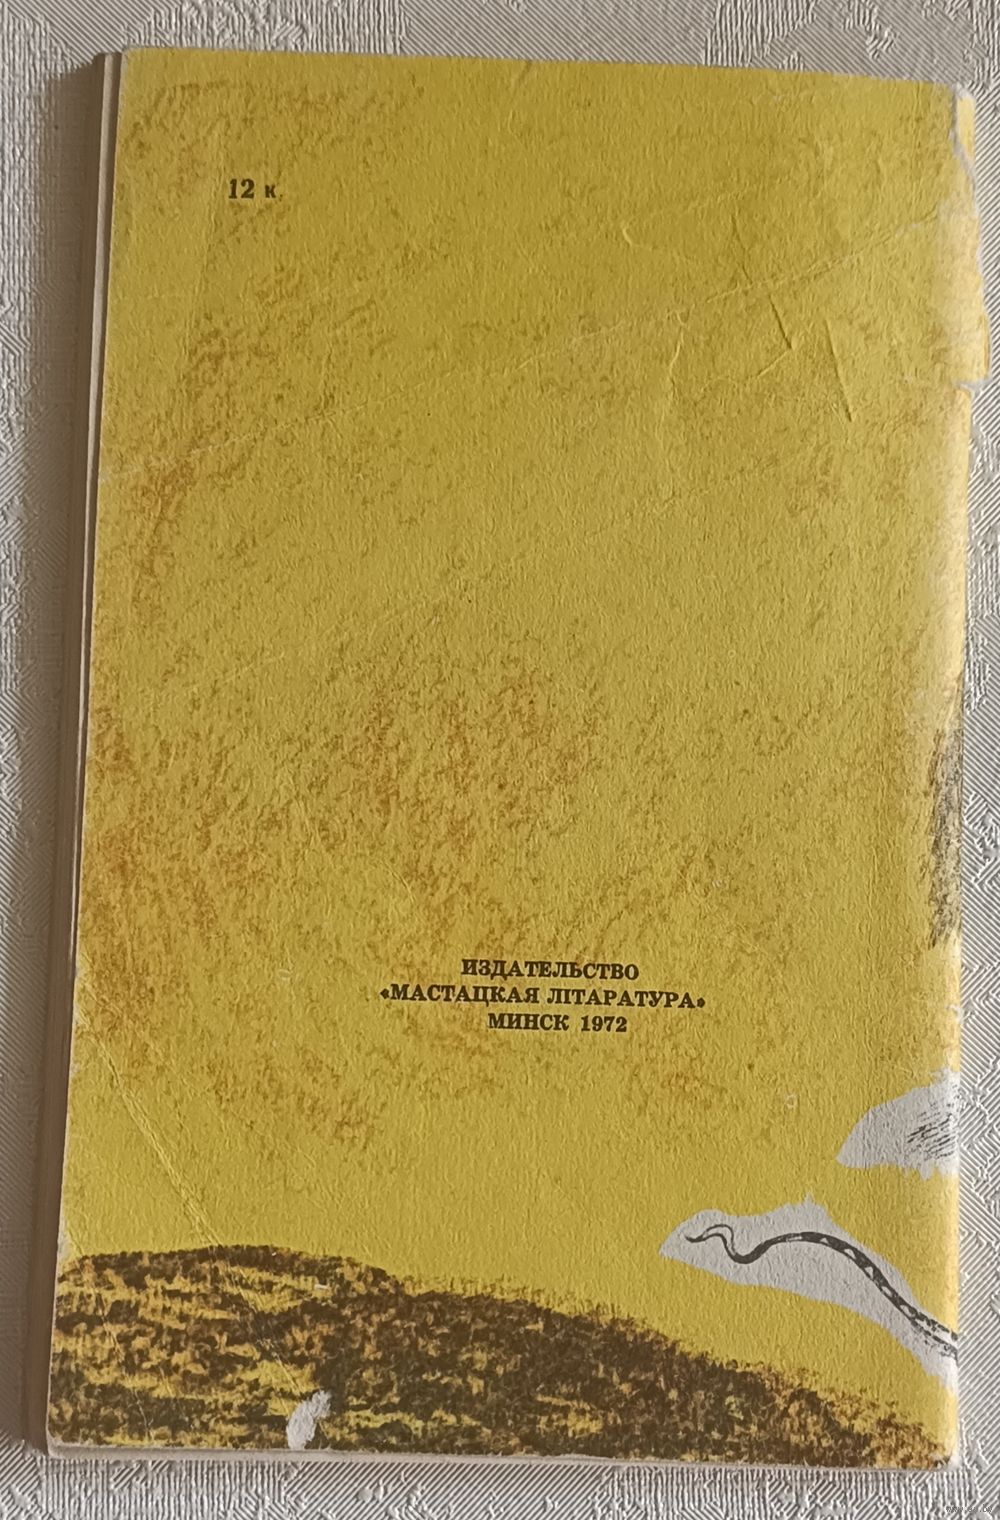 12 к.
ИЗДАТЕЛЬСТВО
«МАСТАЦКАЯ ЛІТАРАТУРА»
МИНСК 1972